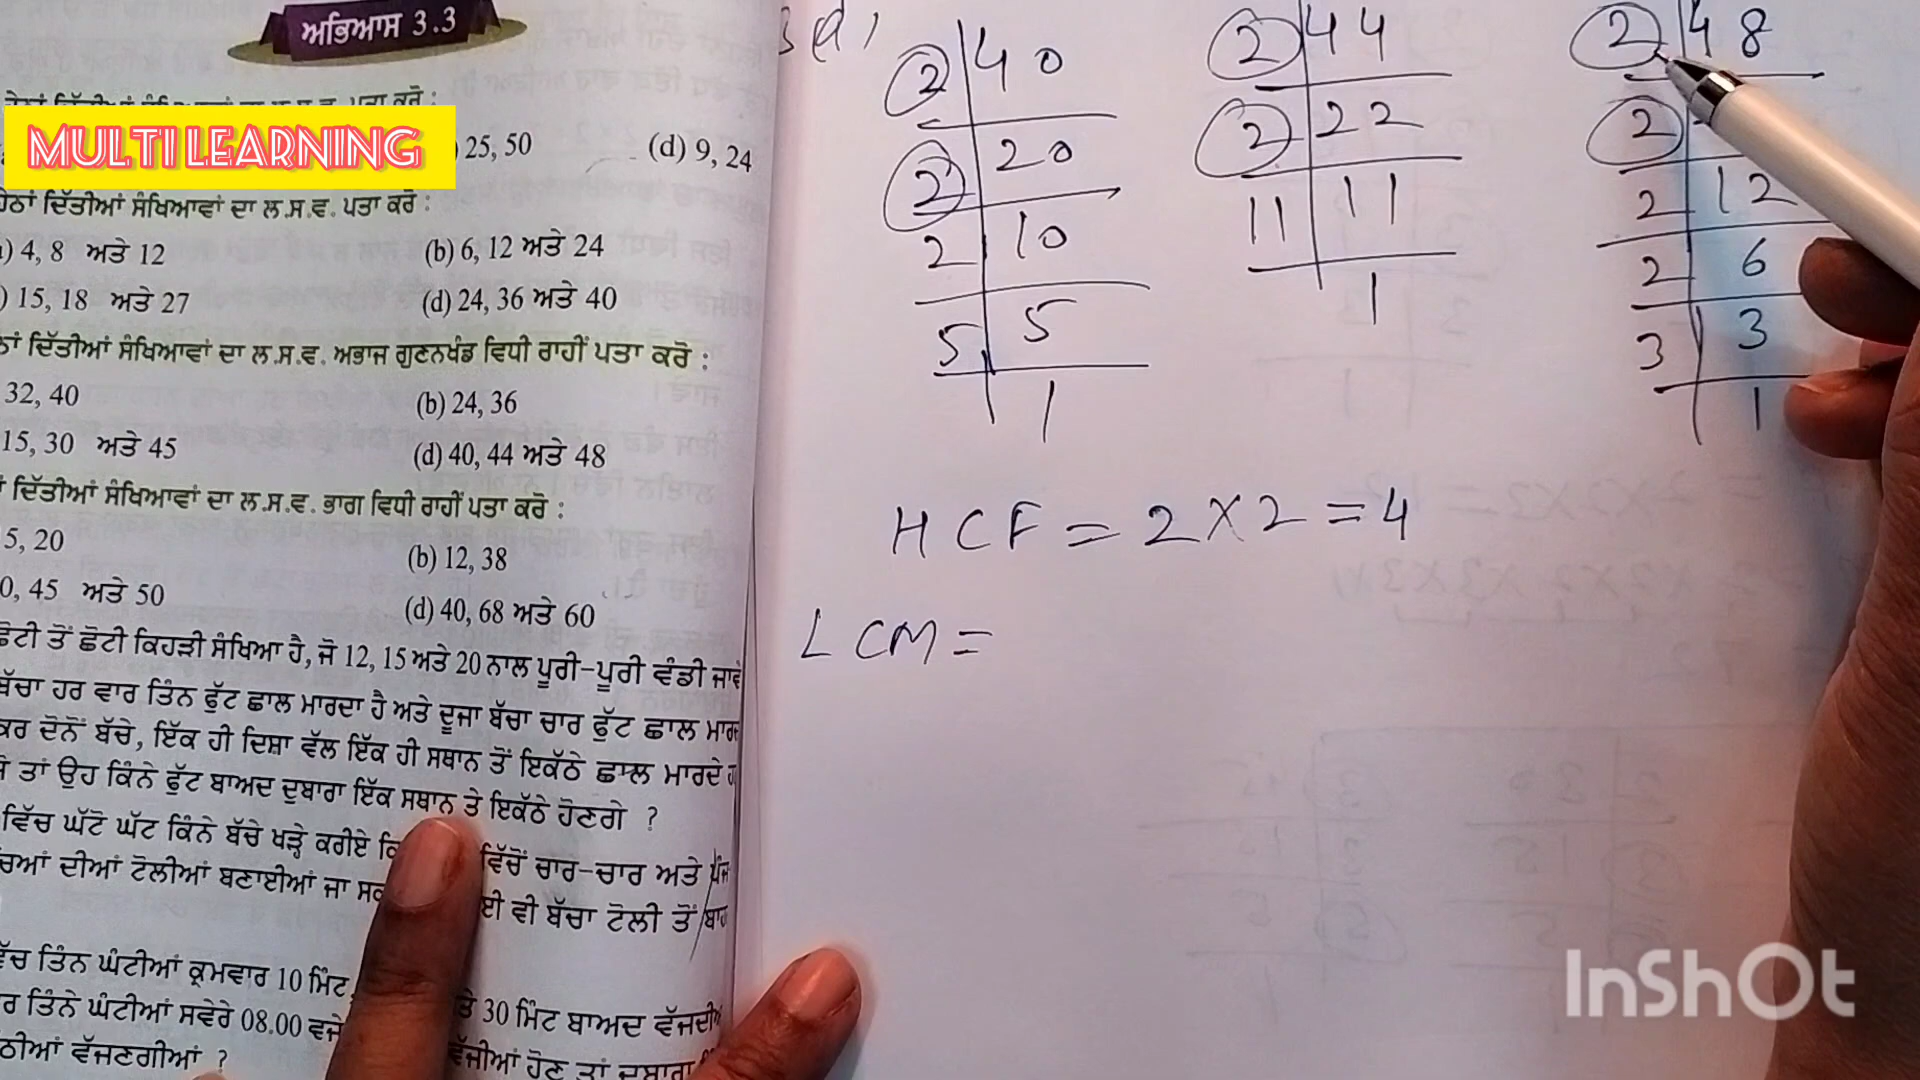 ਅਭਿਆਸ 3.3
MULTI LEARNING
25, 50 (d) 9, 24
ਦਿੱਤੀਆਂ ਸੰਖਿਆਵਾਂ ਦਾ ਲ.ਸ.ਵ. ਪਤਾ ਕਰੋ :
4, 8 ਅਤੇ 12 (b) 6, 12 ਅਤੇ 24
15, 18 ਅਤੇ 27 (d) 24, 36 ਅਤੇ 40
ਦਿੱਤੀਆਂ ਸੰਖਿਆਵਾਂ ਦਾ ਲ.ਸ.ਵ. ਅਭਾਜ ਗੁਣਨਖੰਡ ਵਿਧੀ ਰਾਹੀਂ ਪਤਾ ਕਰੋ :
32, 40 (b) 24, 36
15, 30 ਅਤੇ 45 (d) 40, 44 ਅਤੇ 48
ਦਿੱਤੀਆਂ ਸੰਖਿਆਵਾਂ ਦਾ ਲ.ਸ.ਵ. ਭਾਗ ਵਿਧੀ ਰਾਹੀਂ ਪਤਾ ਕਰੋ :
5, 20 (b) 12, 38
0, 45 ਅਤੇ 50 (d) 40, 68 ਅਤੇ 60
ਛੋਟੀ ਤੋਂ ਛੋਟੀ ਕਿਹੜੀ ਸੰਖਿਆ ਹੈ, ਜੋ 12, 15 ਅਤੇ 20 ਨਾਲ ਪੂਰੀ-ਪੂਰੀ ਵੰਡੀ ਜਾਵੇ
ਬੱਚਾ ਹਰ ਵਾਰ ਤਿੰਨ ਫੁੱਟ ਛਾਲ ਮਾਰਦਾ ਹੈ ਅਤੇ ਦੂਜਾ ਬੱਚਾ ਚਾਰ ਫੁੱਟ ਛਾਲ
ਕਰ ਦੋਨੋਂ ਬੱਚੇ, ਇੱਕ ਹੀ ਦਿਸ਼ਾ ਵੱਲ ਇੱਕ ਹੀ ਸਥਾਨ ਤੋਂ ਇਕੱਠੇ ਛਾਲ ਮਾਰਦੇ
ਤਾਂ ਉਹ ਕਿੰਨੇ ਫੁੱਟ ਬਾਅਦ ਦੁਬਾਰਾ ਇੱਕ ਸਥਾਨ ਤੇ ਇਕੱਠੇ ਹੋਣਗੇ ?
ਵਿੱਚ ਘੱਟੋ ਘੱਟ ਕਿੰਨੇ ਬੱਚੇ ਖੜ੍ਹੇ ਕਰੀਏ ਵਿੱਚੋਂ ਚਾਰ-ਚਾਰ ਅਤੇ ਪੰਜ
ਦੀਆਂ ਟੋਲੀਆਂ ਬਣਾਈਆਂ ਜਾ ਵੀ ਬੱਚਾ ਟੋਲੀ ਤੋਂ
ਤਿੰਨ ਘੰਟੀਆਂ ਕ੍ਰਮਵਾਰ 10 ਮਿੰਟ, 30 ਮਿੰਟ ਬਾਅਦ
ਤਿੰਨੇ ਘੰਟੀਆਂ ਸਵੇਰੇ 08.00 ਵਜੇ ਵੱਜੀਆਂ ਹੋਣ ਤਾਂ
ਵੱਜਣਗੀਆਂ ?
3 (d)
2 40
2 20
2 10
5 5
1
2 44
2 22
11 11
1
2 48
2
2 12
2 6
3 3
1
HCF = 2 × 2 = 4
LCM =
InShOt